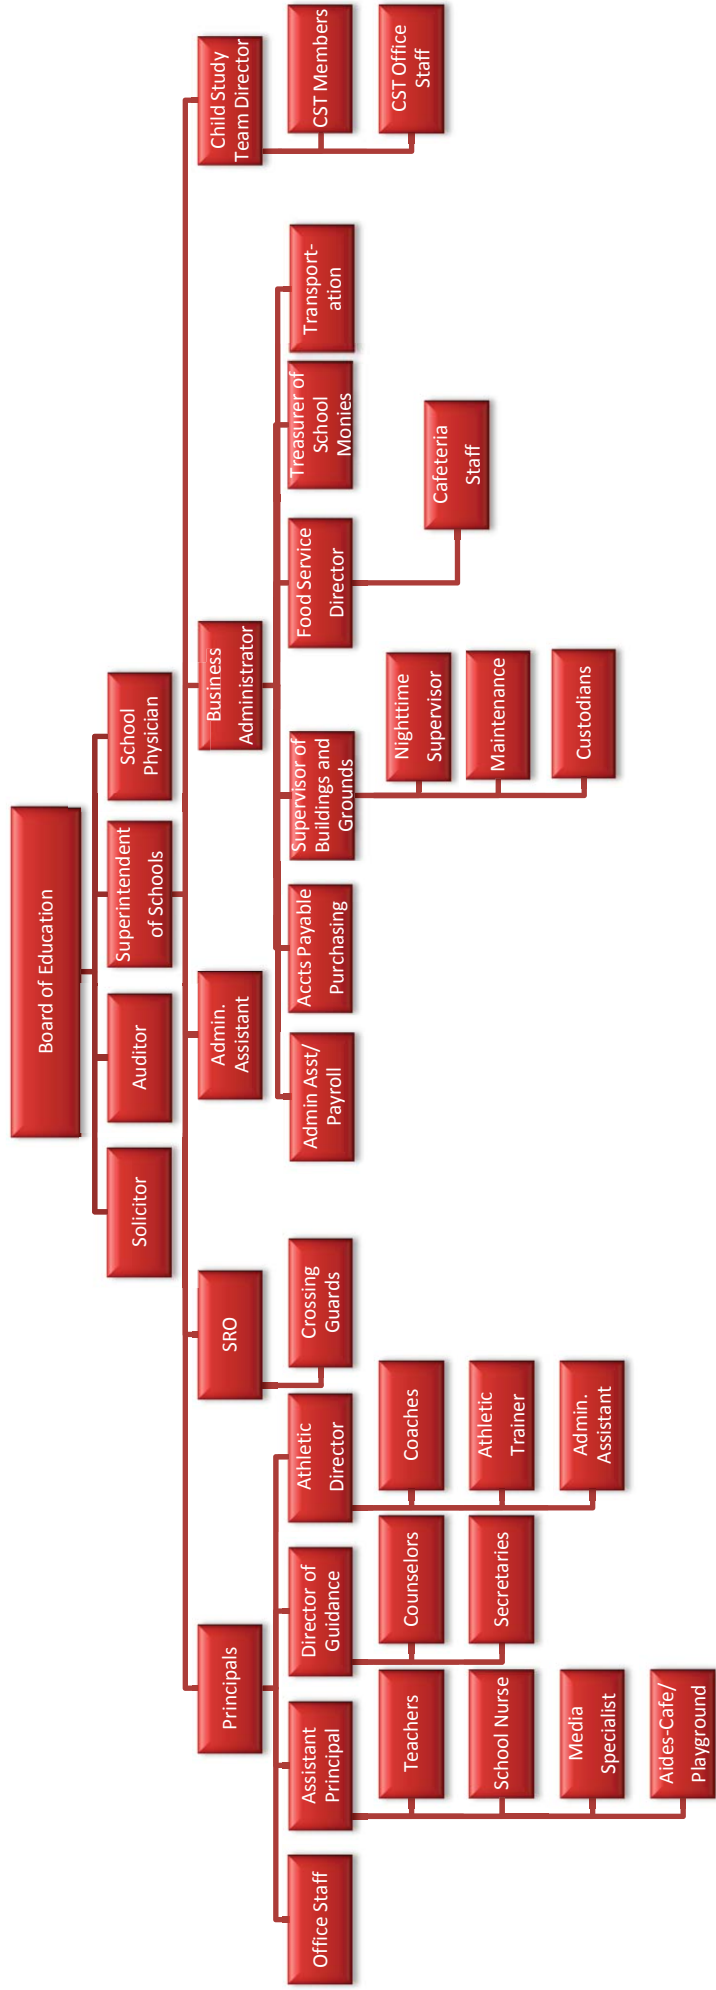 Board of Education
Solicitor
Auditor
Superintendent
of Schools
School
Physician
Principals
SRO
Admin.
Assistant
Business
Administrator
Child Study
Team Director
Office Staff
Assistant
Principal
Director of
Guidance
Athletic
Director
Crossing
Guards
Admin Asst/
Payroll
Accts Payable
Purchasing
Supervisor of
Buildings and
Grounds
Food Service
Director
Treasurer of
School
Monies
Transport-
ation
CST Members
CST Office
Staff
Teachers
School Nurse
Media
Specialist
Aides-Cafe/
Playground
Counselors
Secretaries
Coaches
Athletic
Trainer
Admin.
Assistant
Nighttime
Supervisor
Maintenance
Custodians
Cafeteria
Staff